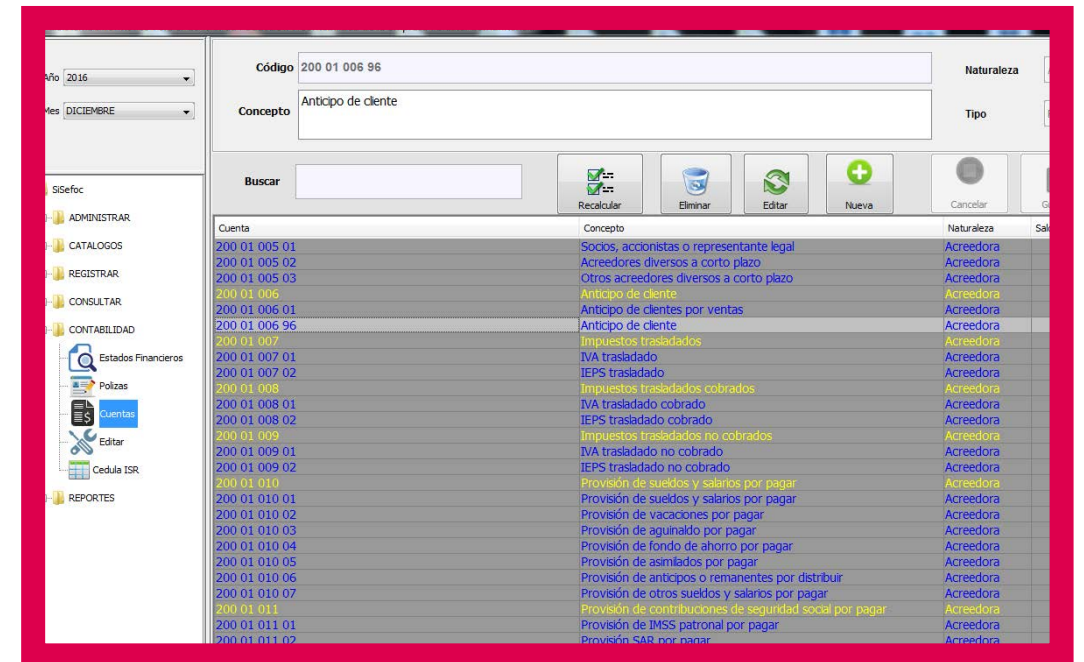 Código 200 01 006 96 Naturaleza
Año 2016
Mes DICIEMBRE
Concepto Anticipo de cliente Tipo
Buscar
Recalcular Eliminar Editar Nueva Cancelar
SiSefoc
ADMINISTRAR
CATALOGOS
REGISTRAR
CONSULTAR
CONTABILIDAD
Estados Financieros
Polizas
Cuentas
Editar
Cedula ISR
REPORTES
Cuenta Concepto Naturaleza
200 01 005 01 Socios, accionistas o representante legal Acreedora
200 01 005 02 Acreedores diversos a corto plazo Acreedora
200 01 005 03 Otros acreedores diversos a corto plazo Acreedora
200 01 006 Anticipo de cliente Acreedora
200 01 006 01 Anticipo de clientes por ventas Acreedora
200 01 006 96 Anticipo de cliente Acreedora
200 01 007 Impuestos trasladados Acreedora
200 01 007 01 IVA trasladado Acreedora
200 01 007 02 IEPS trasladado Acreedora
200 01 008 Impuestos trasladados cobrados Acreedora
200 01 008 01 IVA trasladado cobrado Acreedora
200 01 008 02 IEPS trasladado cobrado Acreedora
200 01 009 Impuestos trasladados no cobrados Acreedora
200 01 009 01 IVA trasladado no cobrado Acreedora
200 01 009 02 IEPS trasladado no cobrado Acreedora
200 01 010 Provisión de sueldos y salarios por pagar Acreedora
200 01 010 01 Provisión de sueldos y salarios por pagar Acreedora
200 01 010 02 Provisión de vacaciones por pagar Acreedora
200 01 010 03 Provisión de aguinaldo por pagar Acreedora
200 01 010 04 Provisión de fondo de ahorro por pagar Acreedora
200 01 010 05 Provisión de asimilados por pagar Acreedora
200 01 010 06 Provisión de anticipos o remanentes por distribuir Acreedora
200 01 010 07 Provisión de otros sueldos y salarios por pagar Acreedora
200 01 011 Provisión de contribuciones de seguridad social por pagar Acreedora
200 01 011 01 Provisión de IMSS patronal por pagar Acreedora
200 01 011 02 Provisión SAR por pagar Acreedora